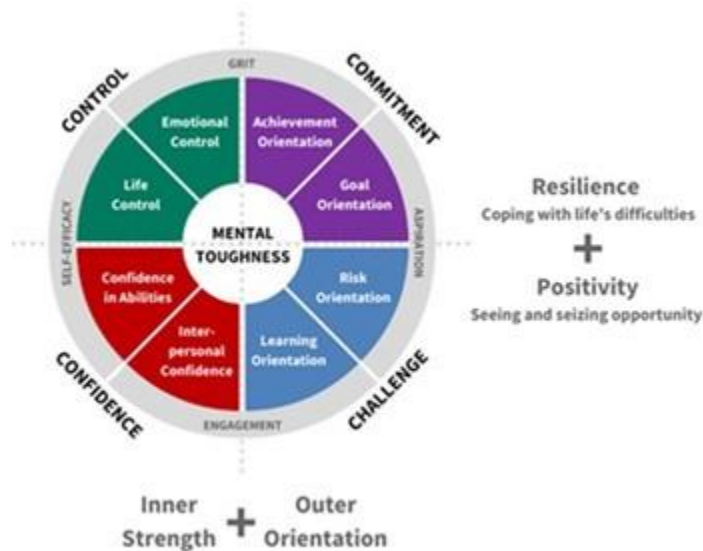 GRIT
CONTROL
COMMITMENT
Emotional
Control
Achievement
Orientation
Life
Control
Goal
Orientation
SELF-EFFICACY
ASPIRATION
MENTAL
TOUGHNESS
Confidence
in Abilities
Risk
Orientation
Inter-
personal
Confidence
Learning
Orientation
CONFIDENCE
CHALLENGE
ENGAGEMENT
Resilience
Coping with life's difficulties
+
Positivity
Seeing and seizing opportunity
Inner
Strength
+
Outer
Orientation